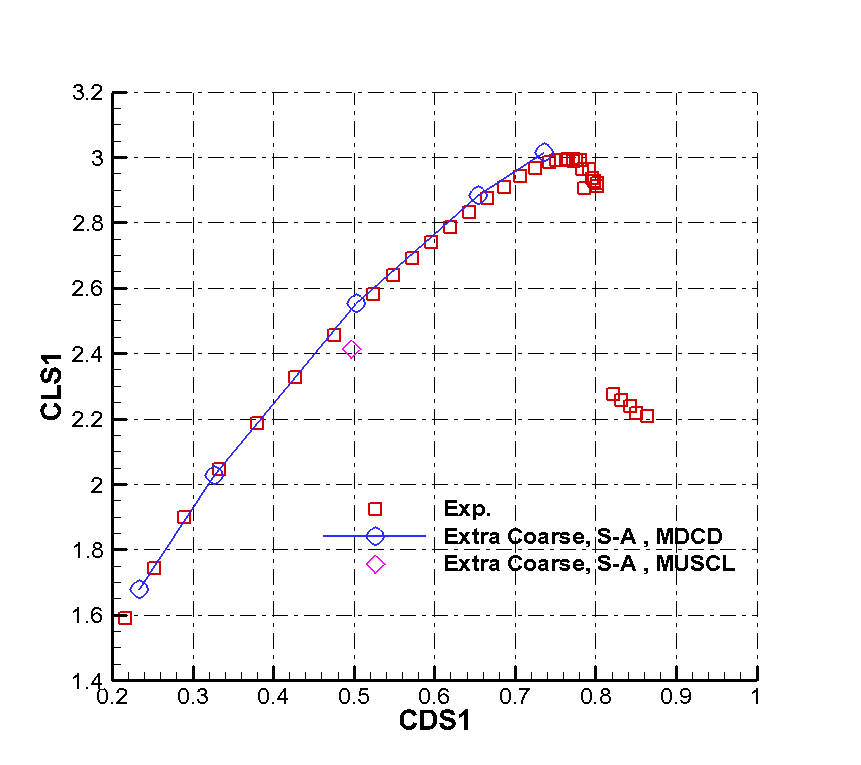 3.2
3
2.8
2.6
2.4
2.2
2
1.8
1.6
1.4
CLS1
Exp.
Extra Coarse, S-A , MDCD
Extra Coarse, S-A , MUSCL
0.2 0.3 0.4 0.5 0.6 0.7 0.8 0.9 1
CDS1